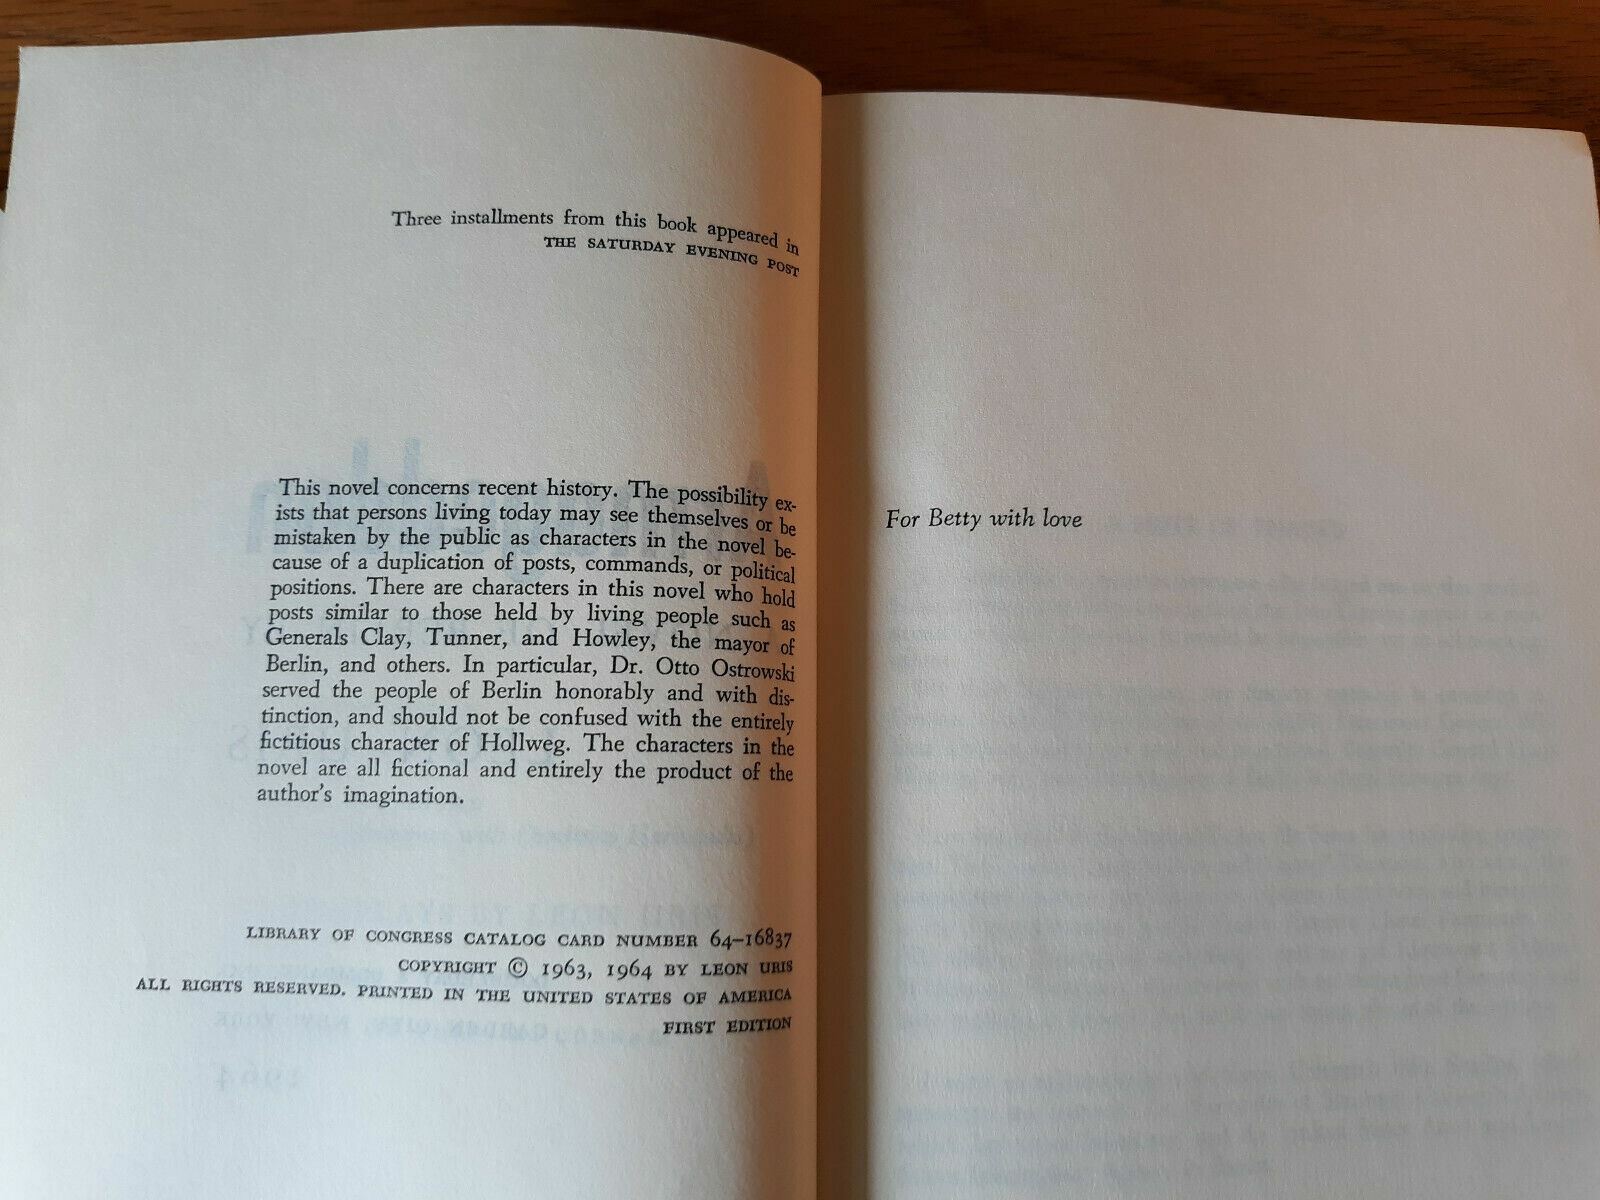 Three installments from this book appeared in
THE SATURDAY EVENING POST
This novel concerns recent history. The possibility ex-
ists that persons living today may see themselves or be
mistaken by the public as characters in the novel be-
cause of a duplication of posts, commands, or political
positions. There are characters in this novel who hold
posts similar to those held by living people such as
Generals Clay, Tunner, and Howley, the mayor of
Berlin, and others. In particular, Dr. Otto Ostrowski
served the people of Berlin honorably and with dis-
tinction, and should not be confused with the entirely
fictitious character of Hollweg. The characters in the
novel are all fictional and entirely the product of the
author's imagination.
LIBRARY OF CONGRESS CATALOG CARD NUMBER 64–16837
COPYRIGHT © 1963, 1964 BY LEON URIS
ALL RIGHTS RESERVED. PRINTED IN THE UNITED STATES OF AMERICA
FIRST EDITION
For Betty with love